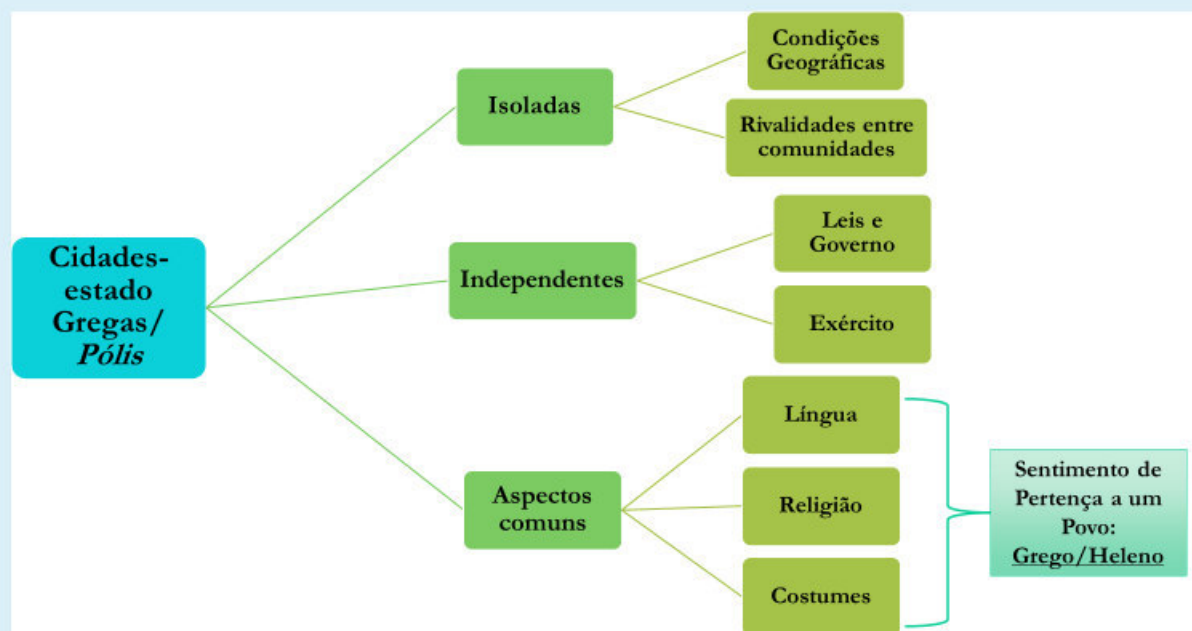 Cidades-
estado
Gregas/
Pólis
Isoladas
Condições
Geográficas
Rivalidades entre
comunidades
Independentes
Leis e
Governo
Exército
Aspectos
comuns
Língua
Religião
Costumes
Sentimento de
Pertença a um
Povo:
Grego/Heleno